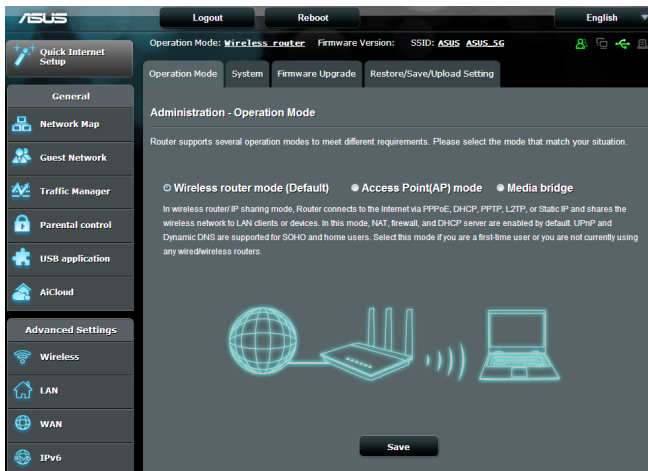 ASUS
Logout
Reboot
English
Operation Mode: Wireless router Firmware Version: SSID: ASUS ASUS_5G
Quick Internet
Setup
Operation Mode
System
Firmware Upgrade
Restore/Save/Upload Setting
General
Network Map
Guest Network
Traffic Manager
Parental control
USB application
AiCloud
Advanced Settings
Wireless
LAN
WAN
IPv6
IPv6
Administration - Operation Mode
Router supports several operation modes to meet different requirements. Please select the mode that match your situation.
Wireless router mode (Default)
Access Point(AP) mode
Media bridge
In wireless router/ IP sharing mode, Router connects to the Internet via PPPoE, DHCP, PPTP, L2TP, or Static IP and shares the
wireless network to LAN clients or devices. In this mode, NAT, firewall, and DHCP server are enabled by default. UPnP and
Dynamic DNS are supported for SOHO and home users. Select this mode if you are a first-time user or you are not currently using
any wired/wireless routers.
Save